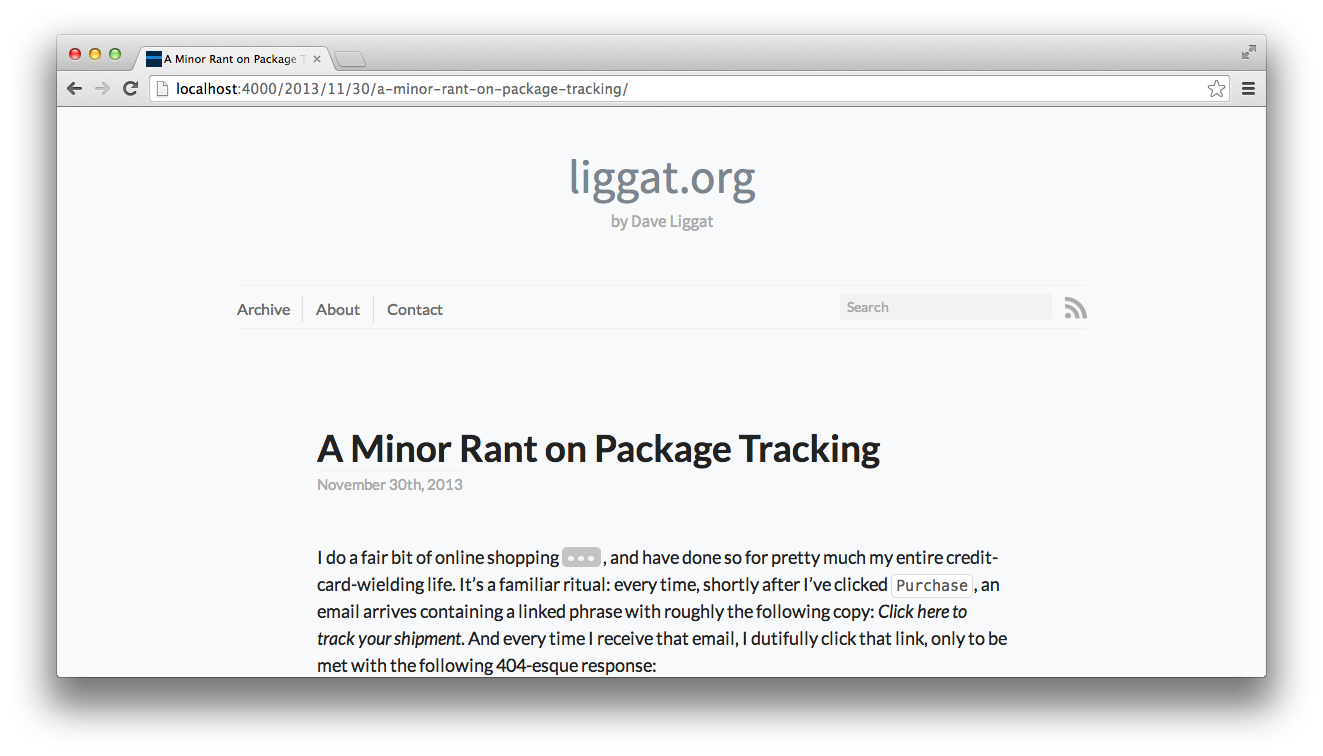 A Minor Rant on Package T
localhost:4000/2013/11/30/a-minor-rant-on-package-tracking/
liggat.org
by Dave Liggat
Archive About Contact Search
A Minor Rant on Package Tracking
November 30th, 2013
I do a fair bit of online shopping •••, and have done so for pretty much my entire credit-
card-wielding life. It’s a familiar ritual: every time, shortly after I’ve clicked Purchase, an
email arrives containing a linked phrase with roughly the following copy: Click here to
track your shipment. And every time I receive that email, I dutifully click that link, only to be
met with the following 404-esque response: